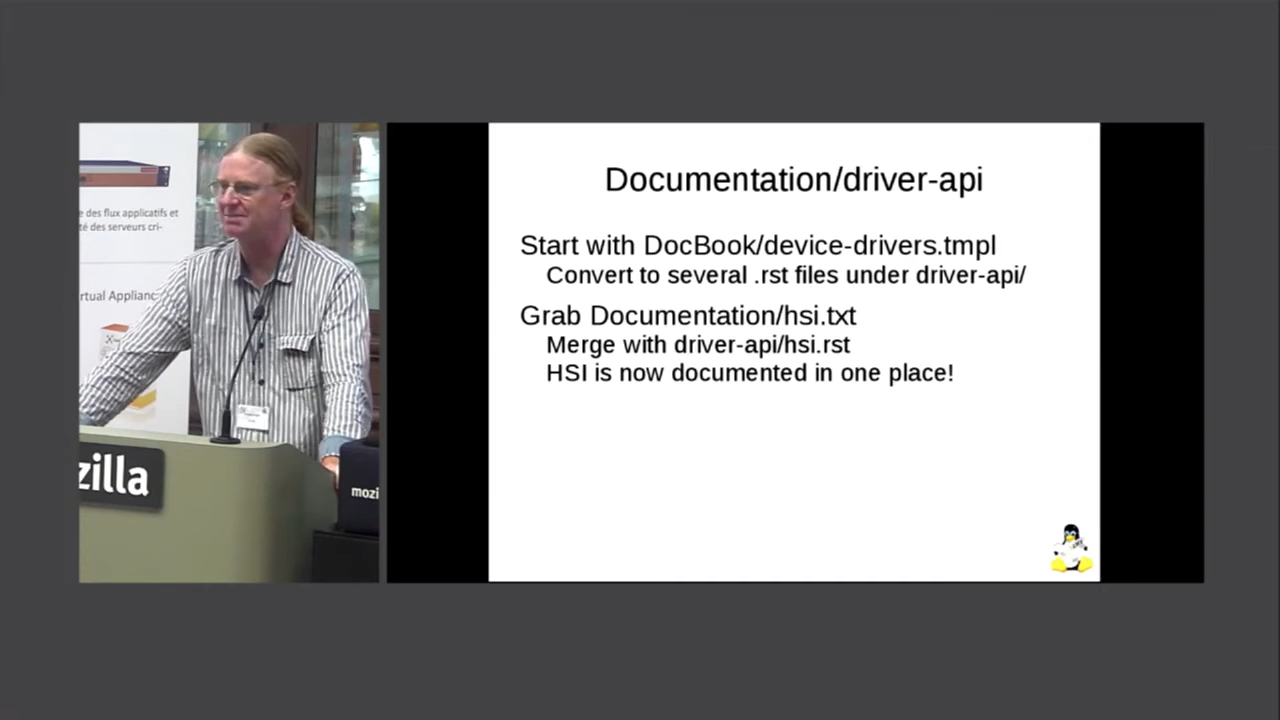 e des flux applicatifs et
té des serveurs cri-
rtual Applianc
zilla
mozi
Documentation/driver-api
Start with DocBook/device-drivers.tmpl
Convert to several .rst files under driver-api/
Grab Documentation/hsi.txt
Merge with driver-api/hsi.rst
HSI is now documented in one place!